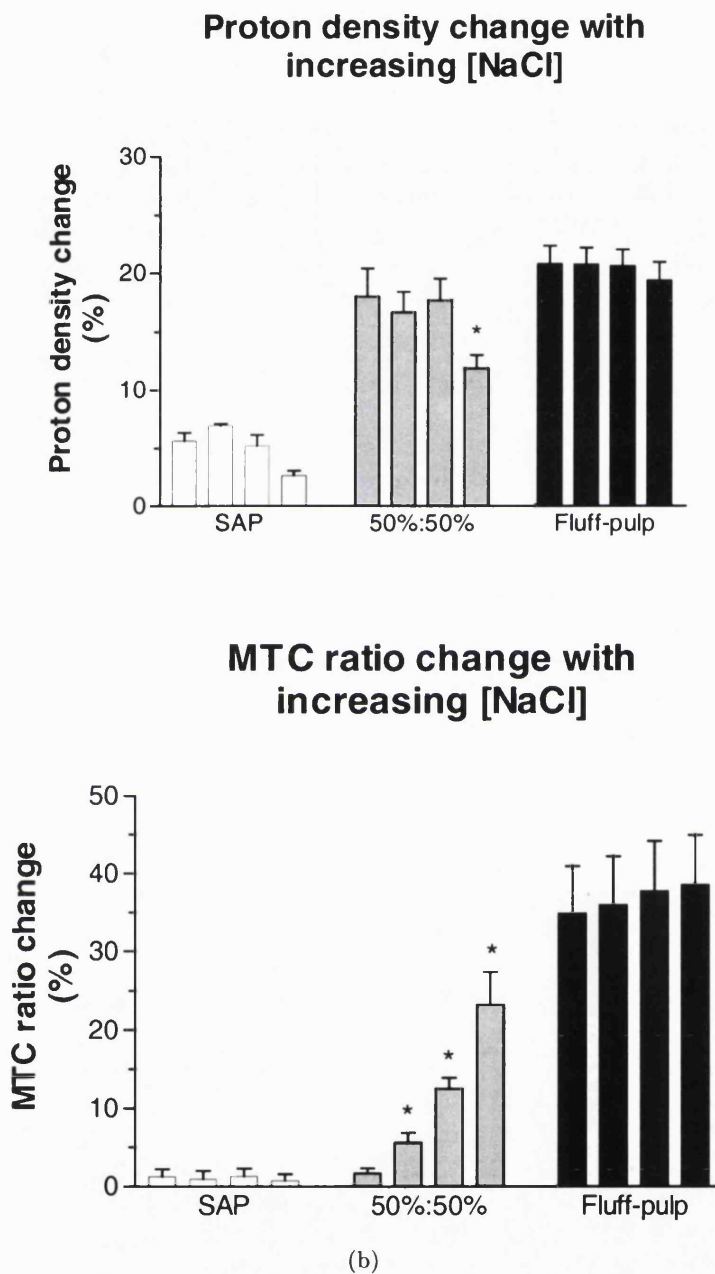 Proton density change with
increasing [NaCl]
Proton density change
(%)
30
20
10
0
*
SAP
50%:50%
Fluff-pulp
MTC ratio change with
increasing [NaCl]
MTC ratio change
(%)
50
40
30
20
10
0
*
*
*
SAP
50%:50%
Fluff-pulp
(b)